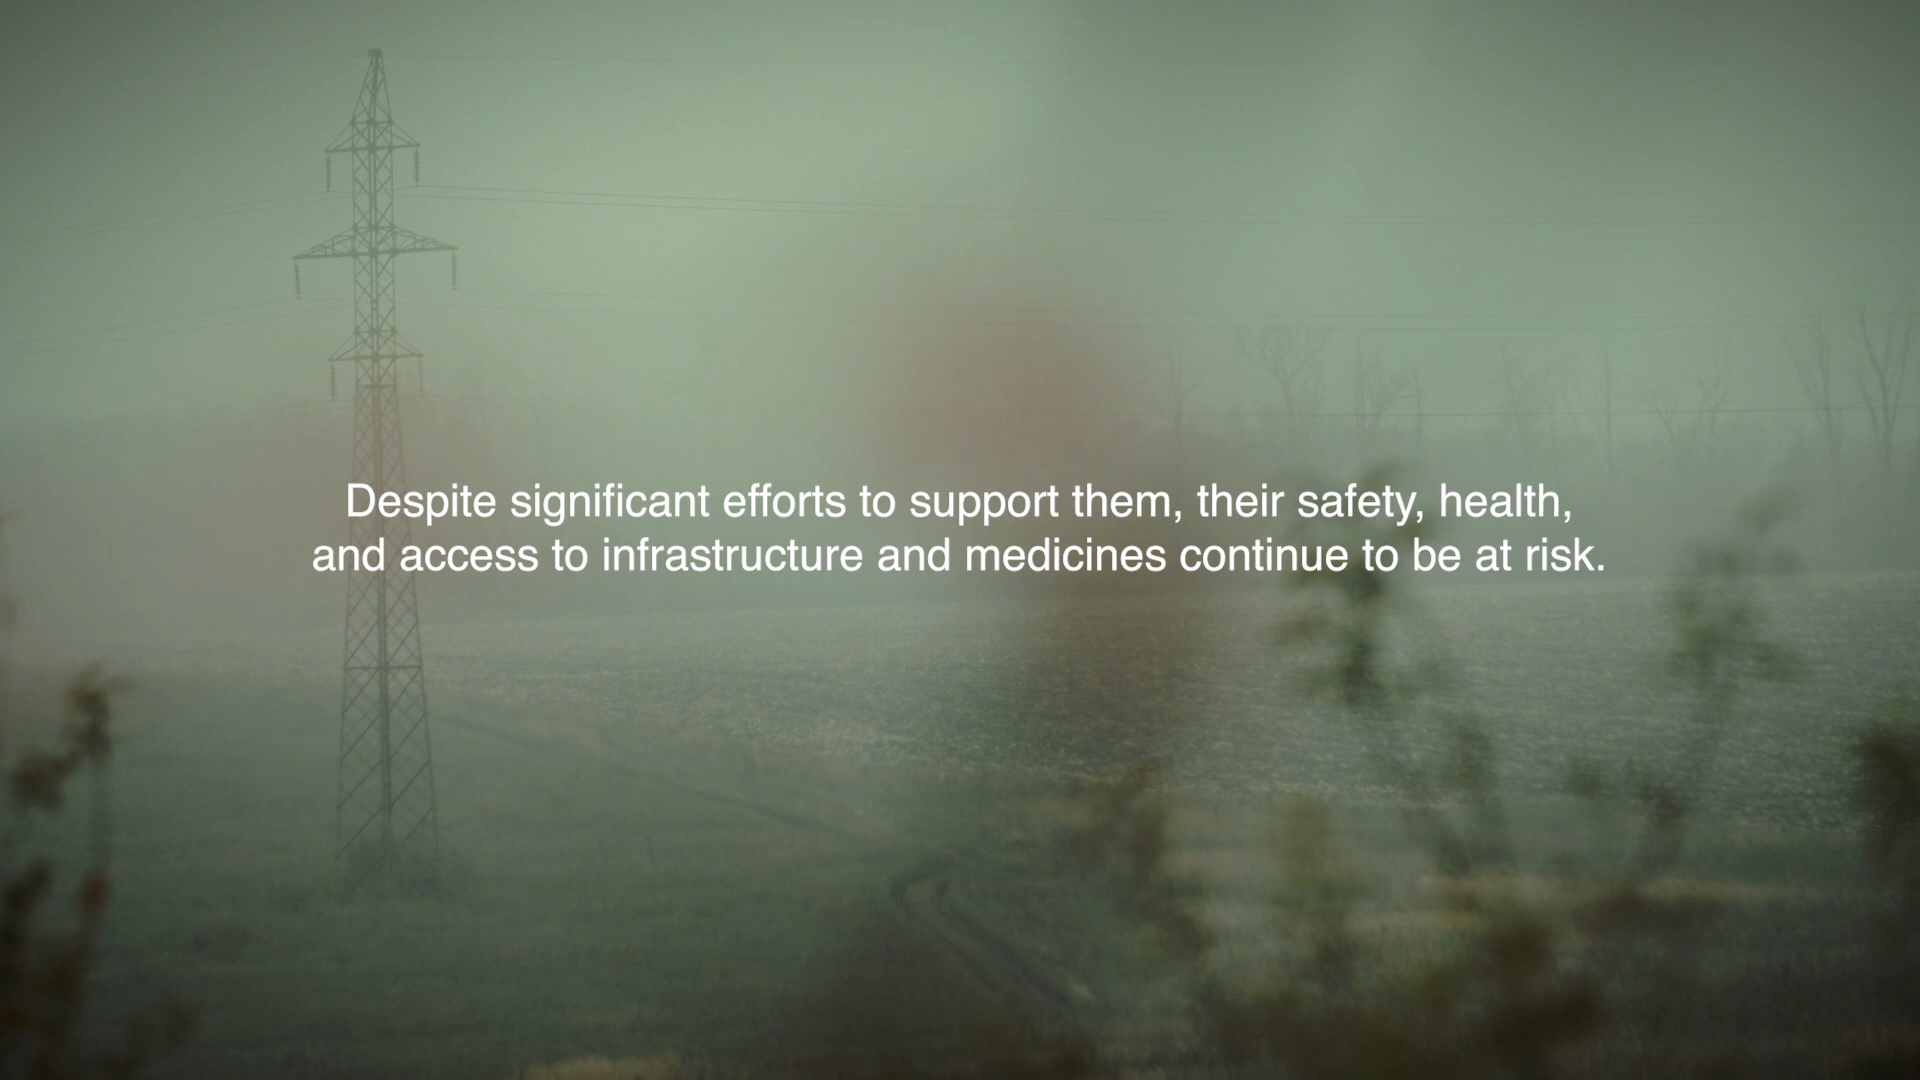 Despite significant efforts to support them, their safety, health,
and access to infrastructure and medicines continue to be at risk.